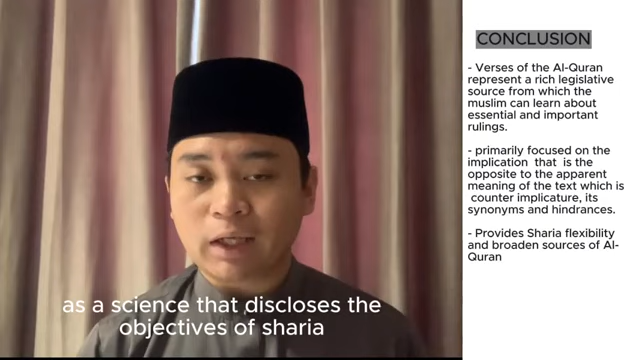 CONCLUSION
- Verses of the Al-Quran
represent a rich legislative
source from which the
muslim can learn about
essential and important
rulings.
- primarily focused on the
implication that is the
opposite to the apparent
meaning of the text which is
counter implicature, its
synonyms and hindrances.
- Provides Sharia flexibility
and broaden sources of Al-
Quran
as a science that discloses the
objectives of sharia